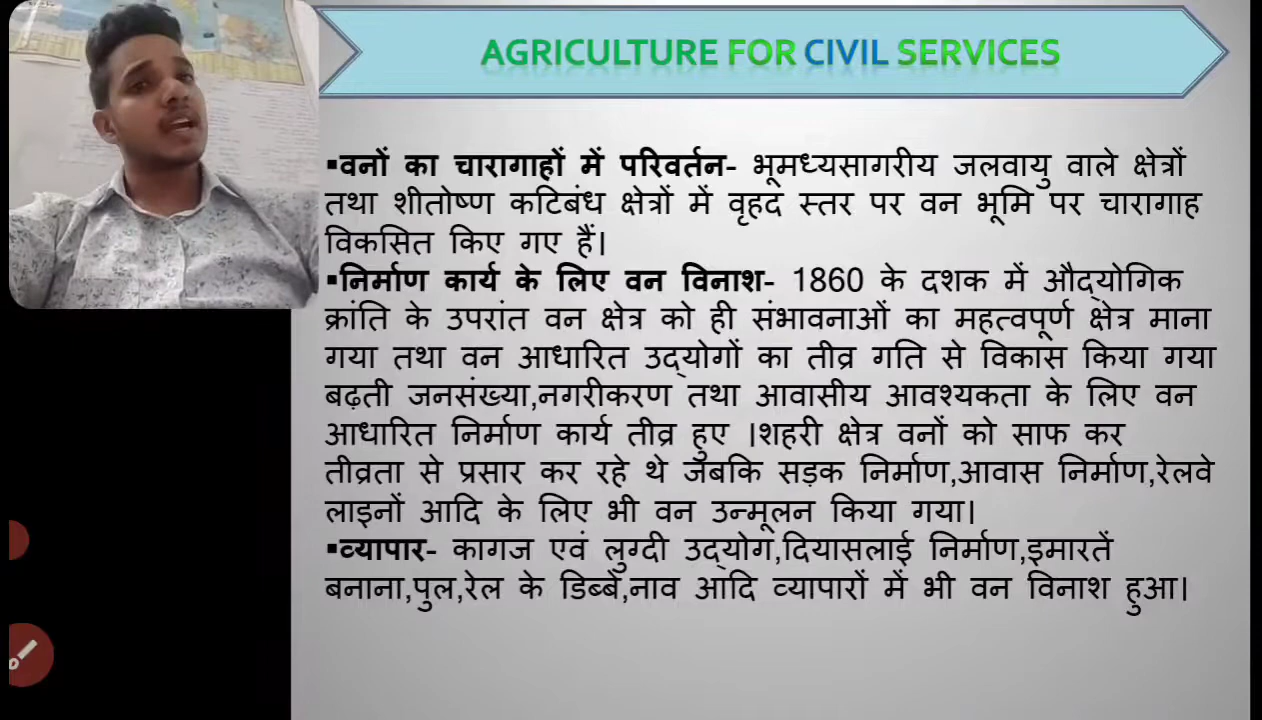 AGRICULTURE FOR CIVIL SERVICES
▪वनों का चारागाहों में परिवर्तन- भूमध्यसागरीय जलवायु वाले क्षेत्रों
तथा शीतोष्ण कटिबंध क्षेत्रों में वृहद स्तर पर वन भूमि पर चारागाह
विकसित किए गए हैं।
▪निर्माण कार्य के लिए वन विनाश- 1860 के दशक में औद्योगिक
क्रांति के उपरांत वन क्षेत्र को ही संभावनाओं का महत्वपूर्ण क्षेत्र माना
गया तथा वन आधारित उद्योगों का तीव्र गति से विकास किया गया
बढ़ती जनसंख्या,नगरीकरण तथा आवासीय आवश्यकता के लिए वन
आधारित निर्माण कार्य तीव्र हुए ।शहरी क्षेत्र वनों को साफ कर
तीव्रता से प्रसार कर रहे थे जबकि सड़क निर्माण,आवास निर्माण,रेलवे
लाइनों आदि के लिए भी वन उन्मूलन किया गया।
▪व्यापार- कागज एवं लुग्दी उद्योग,दियासलाई निर्माण,इमारतें
बनाना,पुल,रेल के डिब्बे,नाव आदि व्यापारों में भी वन विनाश हुआ।